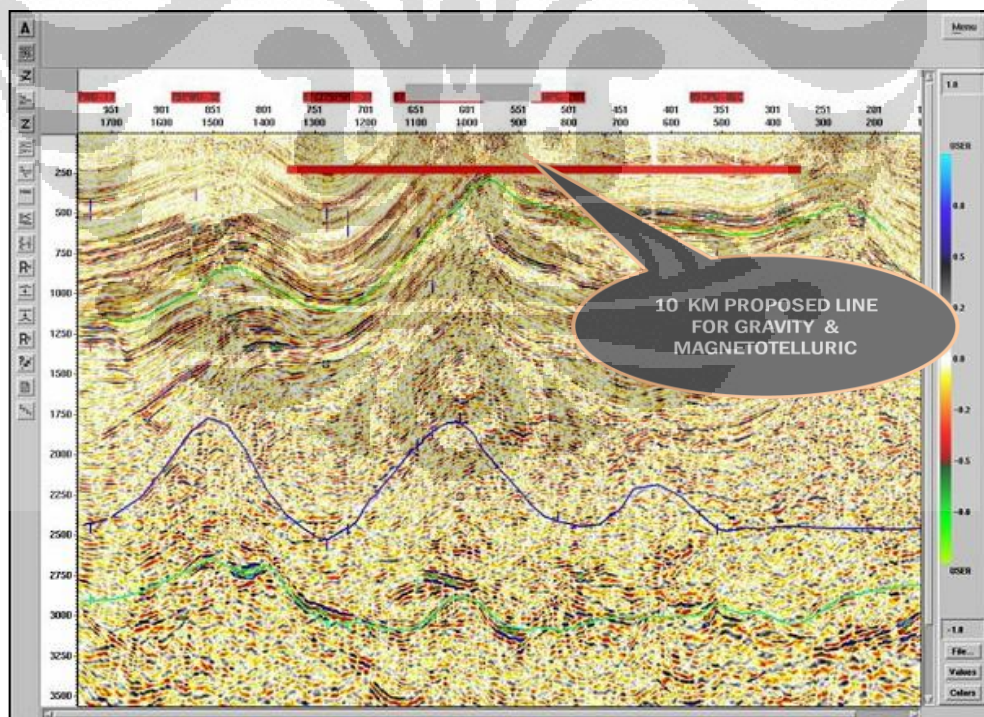 A
Menu
Z
Z
R
R
1.0
951 901 851 801 751 701 651 601 551 451 401 351 301 251 201
1700 1600 1500 1400 1300 1200 1100 1000 900 800 700 600 500 400 300 200
USER
0.8
0.5
0.2
0.0
-0.2
-0.5
-0.8
USER
-1.0
File...
Values
Colors
250
500
750
1000
1250
1500
1750
2000
2250
2500
2750
3000
3250
3500
10 KM PROPOSED LINE
FOR GRAVITY &
MAGNETOTELLURIC